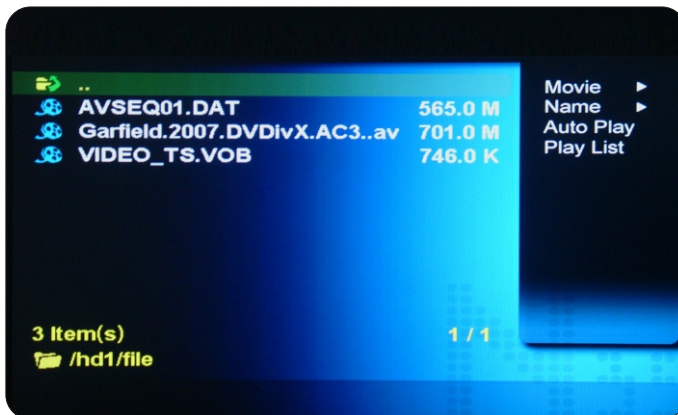 ..
AVSEQ01.DAT 565.0 M
Garfield.2007.DVDivX.AC3..av 701.0 M
VIDEO_TS.VOB 746.0 K
3 Item(s) 1 / 1
/hd1/file
Movie
Name
Auto Play
Play List